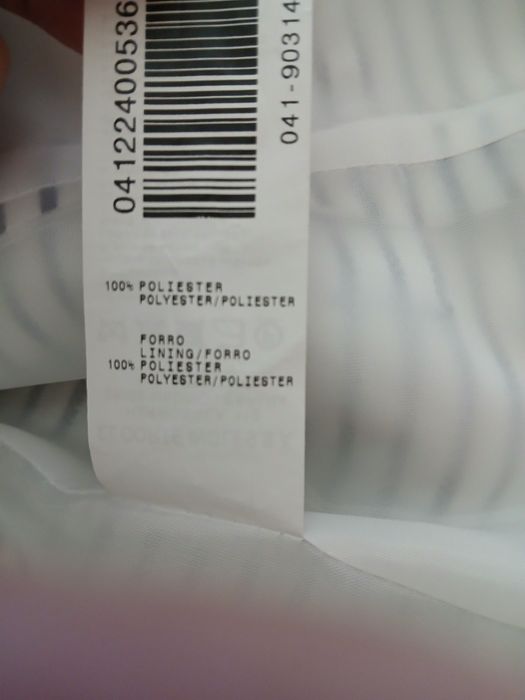 04122400536
041-90314
100% POLIESTER
POLYESTER/POLIESTER
FORRO
LINING/FORRO
100% POLIESTER
POLYESTER/POLIESTER